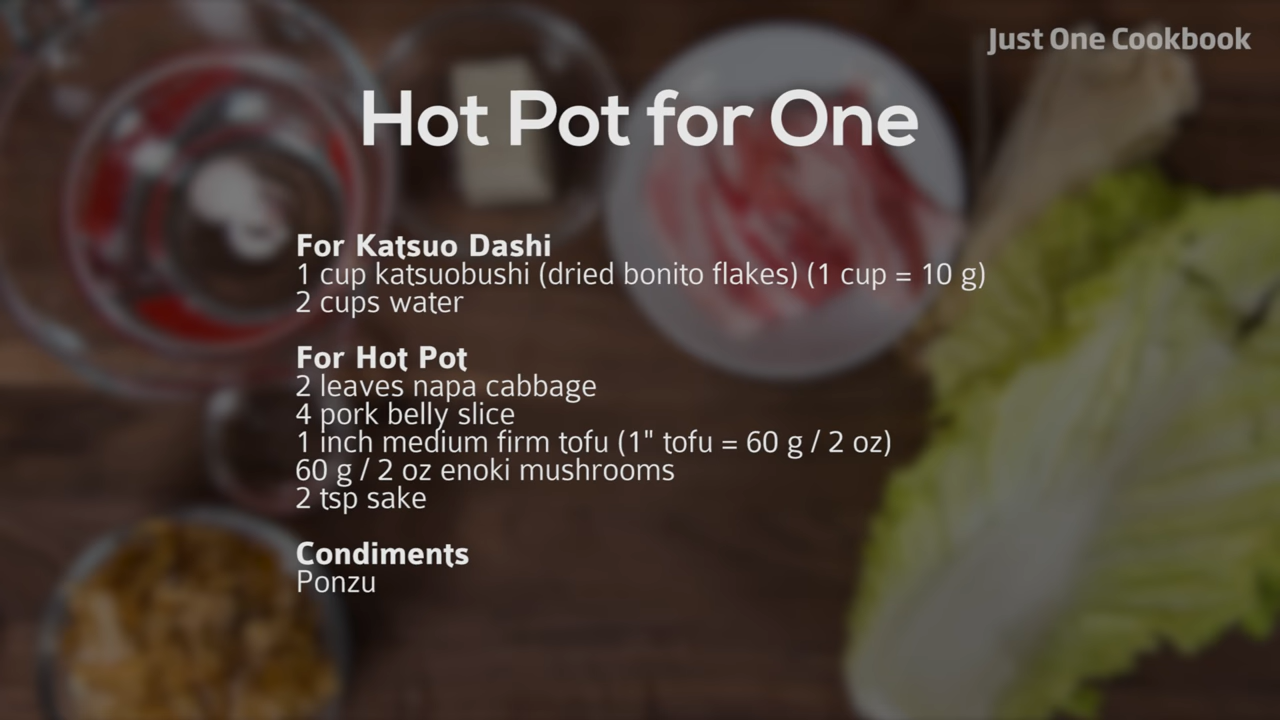 Just One Cookbook
Hot Pot for One
For Katsuo Dashi
1 cup katsuobushi (dried bonito flakes) (1 cup = 10 g)
2 cups water
For Hot Pot
2 leaves napa cabbage
4 pork belly slice
1 inch medium firm tofu (1" tofu = 60 g / 2 oz)
60 g / 2 oz enoki mushrooms
2 tsp sake
Condiments
Ponzu